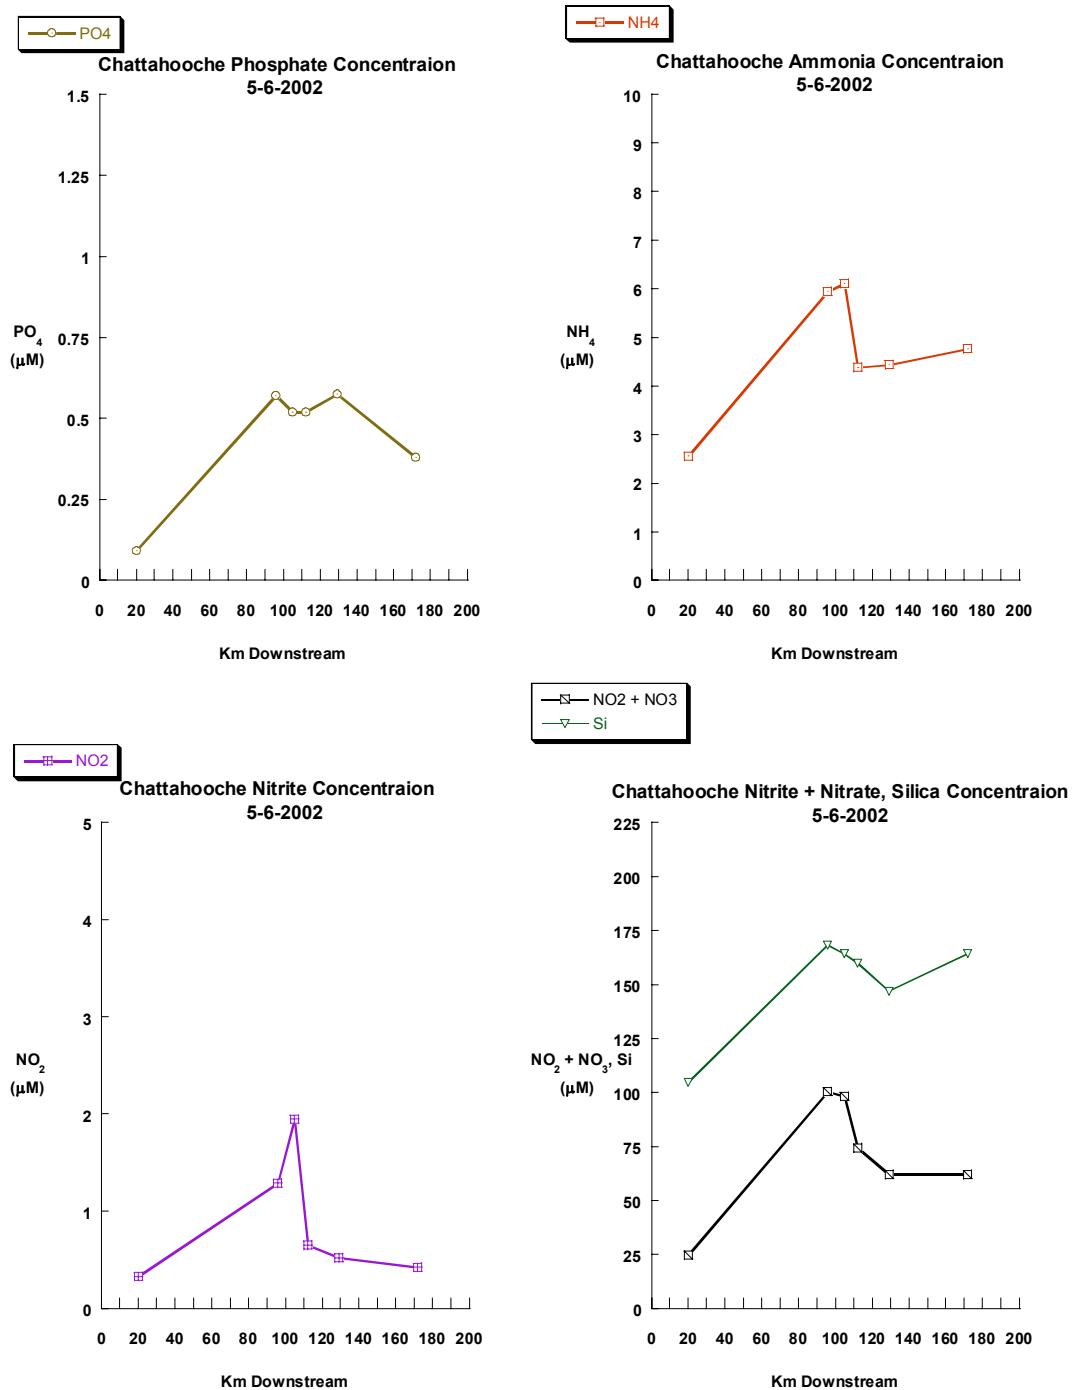 PO4
Chattahooche Phosphate Concentraion
5-6-2002
1.5
1.25
1
0.75
0.5
0.25
0
PO4
(µM)
0 20 40 60 80 100 120 140 160 180 200
Km Downstream
NH4
Chattahooche Ammonia Concentraion
5-6-2002
10
9
8
7
6
5
4
3
2
1
0
NH4
(µM)
0 20 40 60 80 100 120 140 160 180 200
Km Downstream
NO2
Chattahooche Nitrite Concentraion
5-6-2002
5
4
3
2
1
0
NO2
(µM)
0 20 40 60 80 100 120 140 160 180 200
Km Downstream
NO2 + NO3
Si
Chattahooche Nitrite + Nitrate, Silica Concentraion
5-6-2002
225
200
175
150
125
100
75
50
25
0
NO2 + NO3, Si
(µM)
0 20 40 60 80 100 120 140 160 180 200
Km Downstream